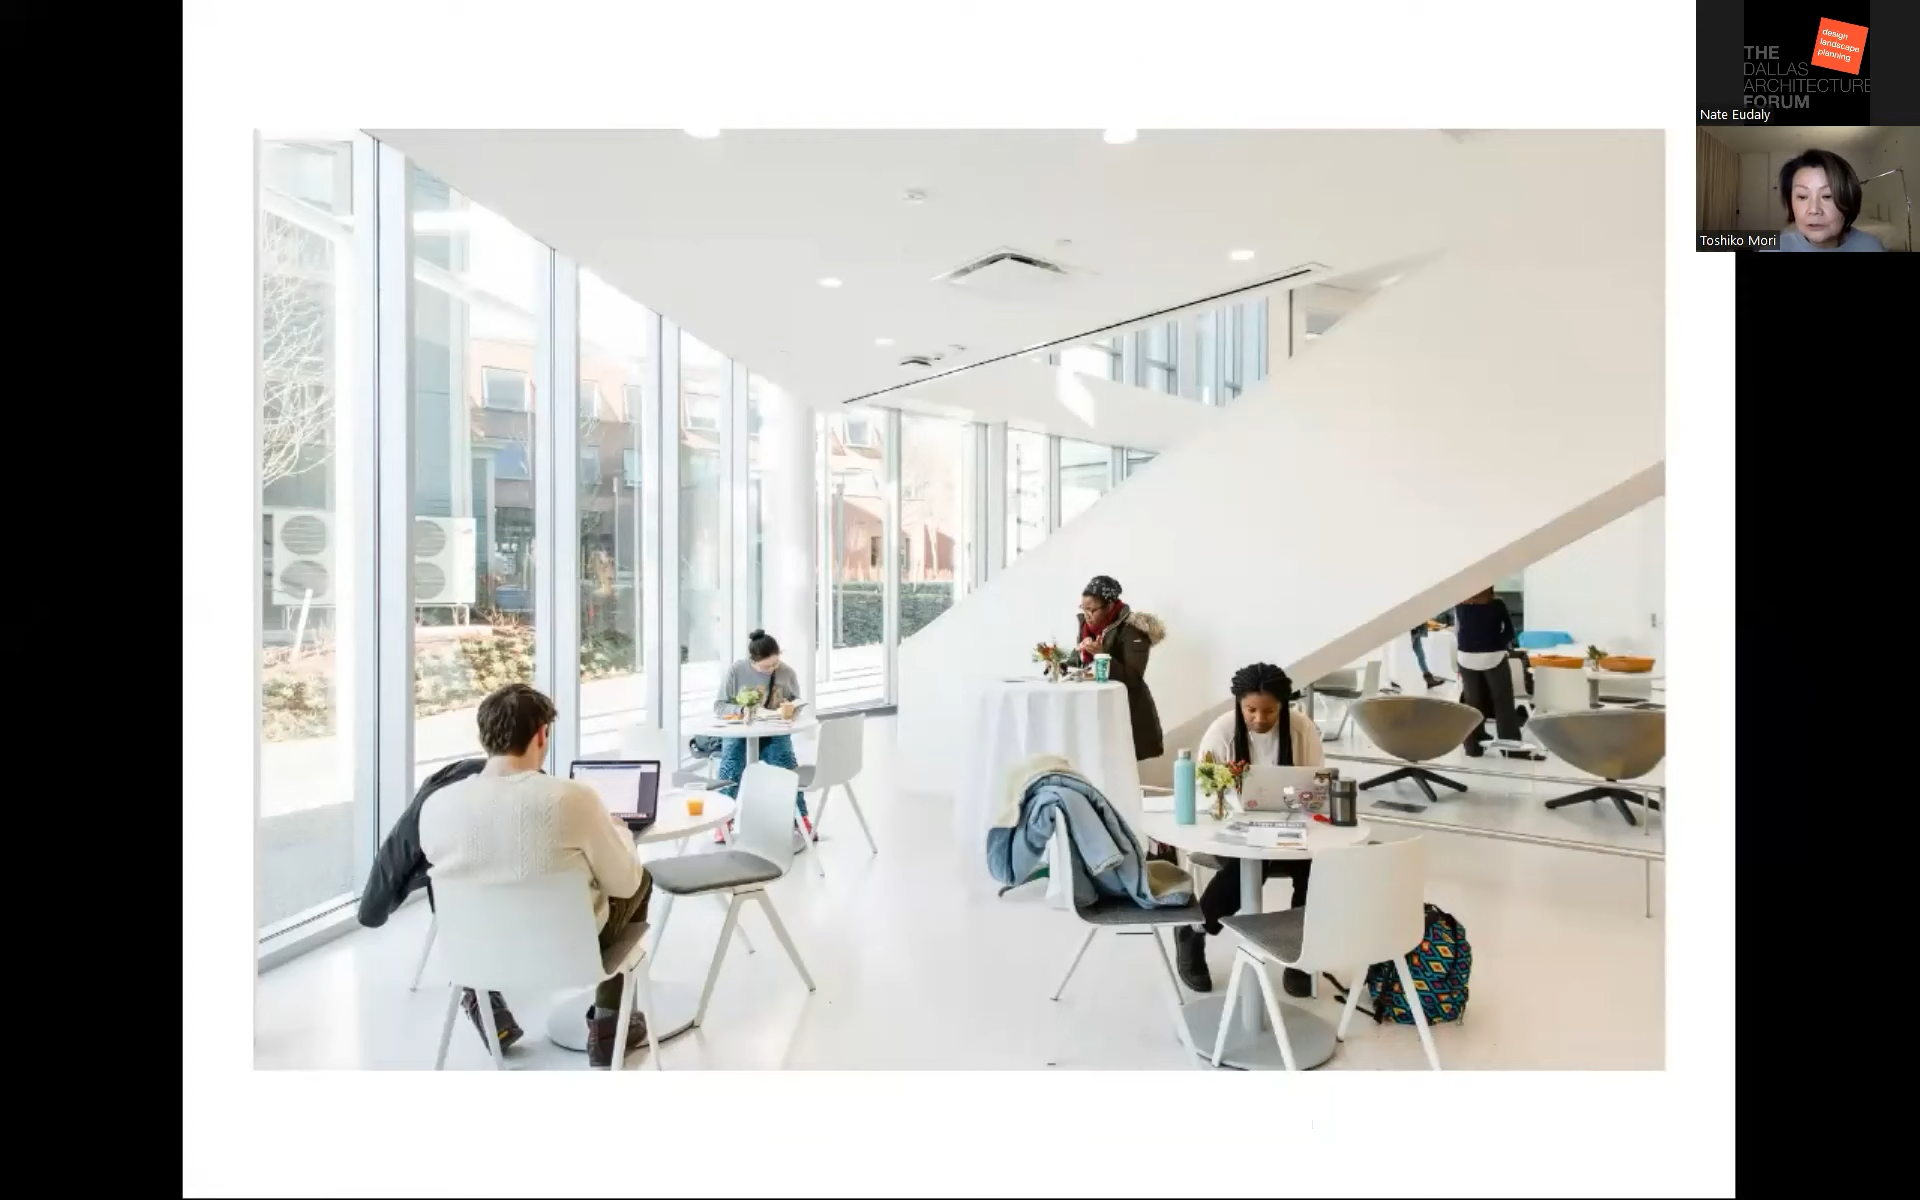 design
landscape
planning
THE
DALLAS
ARCHITECTURE
FORUM
Nate Eudaly
Toshiko Mori